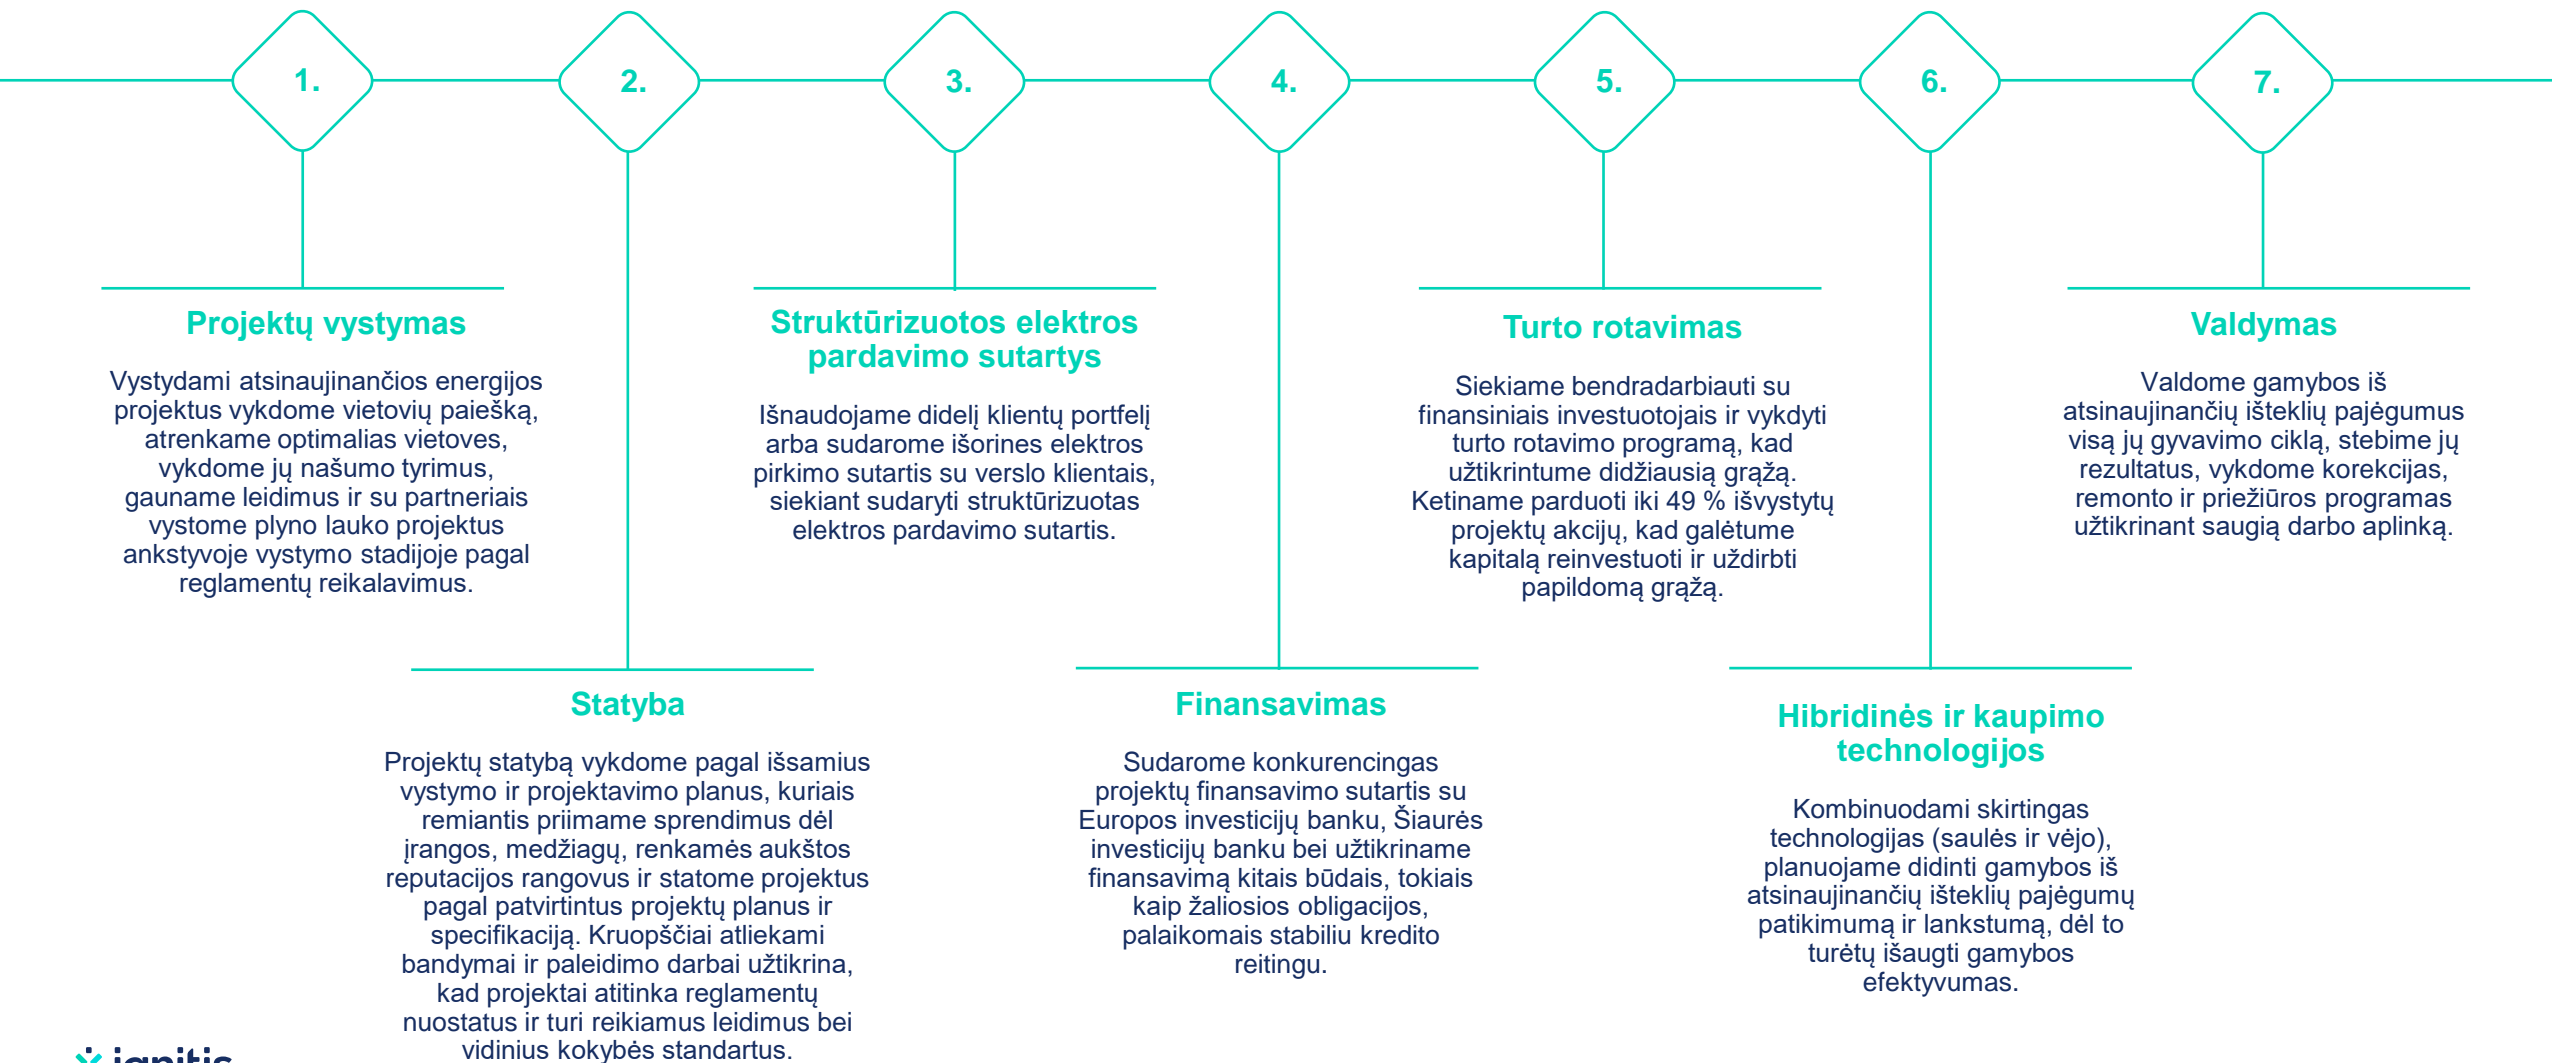 1.
2.
3.
4.
5.
6.
7.
Projektų vystymas
Vystydami atsinaujinančios energijos
projektus vykdome vietovių paiešką,
atrenkame optimalias vietoves,
vykdome jų našumo tyrimus,
gauname leidimus ir su partneriais
vystome plyno lauko projektus
ankstyvoje vystymo stadijoje pagal
reglamentų reikalavimus.
Statyba
Projektų statybą vykdome pagal išsamius
vystymo ir projektavimo planus, kuriais
remiantis priimame sprendimus dėl
įrangos, medžiagų, renkamės aukštos
reputacijos rangovus ir statome projektus
pagal patvirtintus projektų planus ir
specifikaciją. Kruopščiai atliekami
bandymai ir paleidimo darbai užtikrina,
kad projektai atitinka reglamentų
nuostatus ir turi reikiamus leidimus bei
vidinius kokybės standartus.
Struktūrizuotos elektros
pardavimo sutartys
Išnaudojame didelį klientų portfelį
arba sudarome išorines elektros
pirkimo sutartis su verslo klientais,
siekiant sudaryti struktūrizuotas
elektros pardavimo sutartis.
Finansavimas
Sudarome konkurencingas
projektų finansavimo sutartis su
Europos investicijų banku, Šiaurės
investicijų banku bei užtikriname
finansavimą kitais būdais, tokiais
kaip žaliosios obligacijos,
palaikomais stabiliu kredito
reitingu.
Turto rotavimas
Siekiame bendradarbiauti su
finansiniais investuotojais ir vykdyti
turto rotavimo programą, kad
užtikrintume didžiausią grąžą.
Ketiname parduoti iki 49 % išvystytų
projektų akcijų, kad galėtume
kapitalą reinvestuoti ir uždirbti
papildomą grąžą.
Hibridinės ir kaupimo
technologijos
Kombinuodami skirtingas
technologijas (saulės ir vėjo),
planuojame didinti gamybos iš
atsinaujinančių išteklių pajėgumų
patikimumą ir lankstumą, dėl to
turėtų išaugti gamybos
efektyvumas.
Valdymas
Valdome gamybos iš
atsinaujinančių išteklių pajėgumus
visą jų gyvavimo ciklą, stebime jų
rezultatus, vykdome korekcijas,
remonto ir priežiūros programas
užtikrinant saugią darbo aplinką.
ignitis